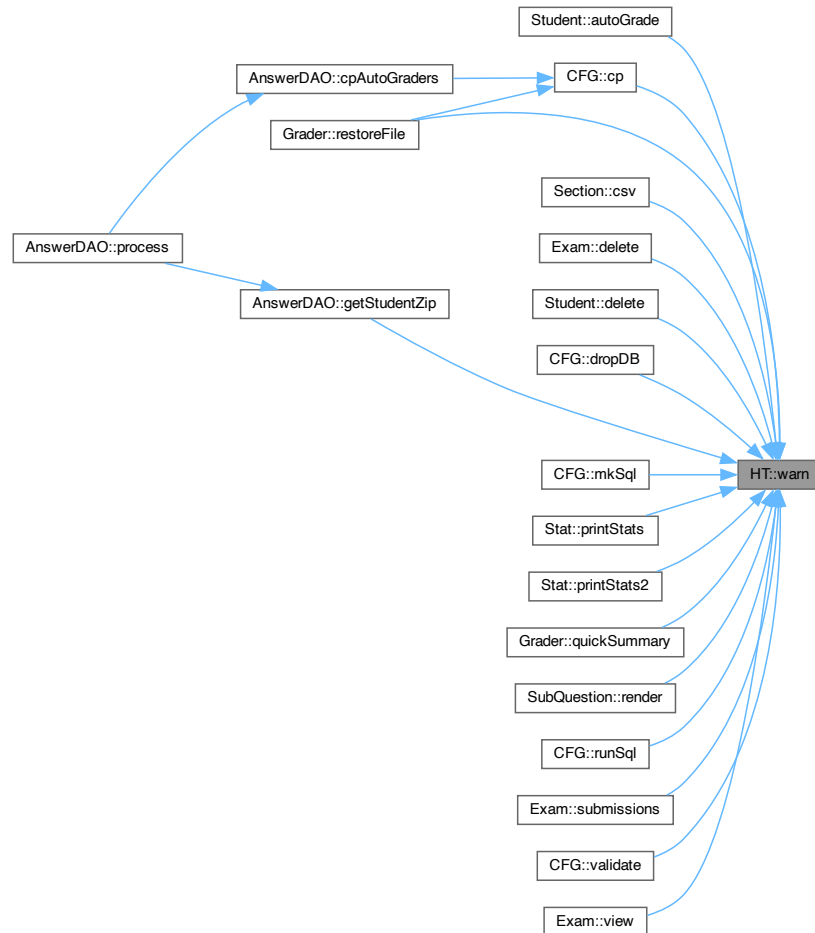 Student::autoGrade
AnswerDAO::cpAutoGraders
CFG::cp
Grader::restoreFile
Section::csv
AnswerDAO::process
Exam::delete
AnswerDAO::getStudentZip
Student::delete
CFG::dropDB
HT::warn
CFG::mkSql
Stat::printStats
Stat::printStats2
Grader::quickSummary
SubQuestion::render
CFG::runSql
Exam::submissions
CFG::validate
Exam::view